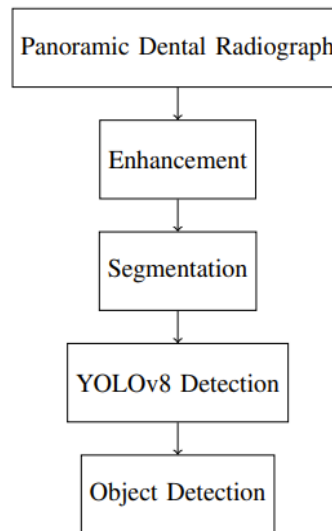 Panoramic Dental Radiograph
Enhancement
Segmentation
YOLOv8 Detection
Object Detection